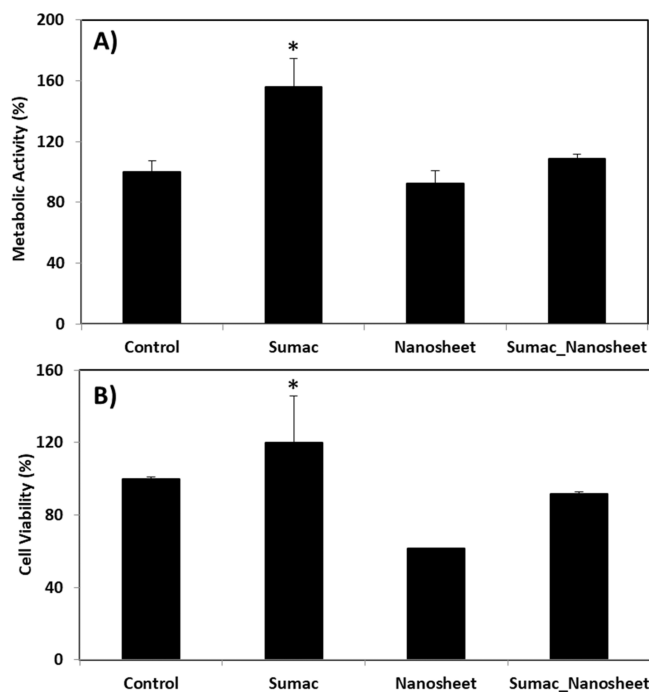 A)
*
Metabolic Activity (%)
200
160
120
80
40
0
Control Sumac Nanosheet Sumac_Nanosheet
B)
*
Cell Viability (%)
160
120
80
40
0
Control Sumac Nanosheet Sumac_Nanosheet